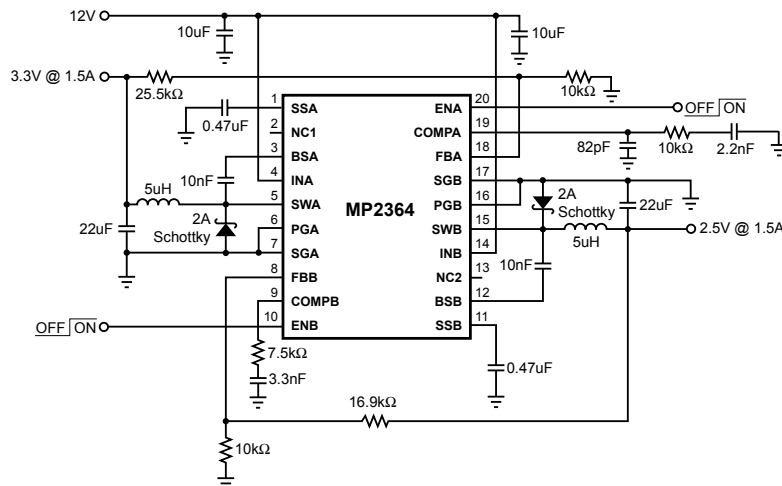 12V
10uF
10uF
3.3V @ 1.5A
25.5kΩ
10kΩ
0.47uF
1 SSA
2 NC1
3 BSA
4 INA
5 SWA
6 PGA
7 SGA
8 FBB
9 COMPB
10 ENB
MP2364
ENA 20
COMPA 19
FBA 18
SGB 17
PGB 16
SWB 15
INB 14
NC2 13
BSB 12
SSB 11
OFF ON
82pF
10kΩ
2.2nF
10nF
5uH
22uF
2A
Schottky
2A
Schottky
22uF
5uH
2.5V @ 1.5A
10nF
OFF ON
7.5kΩ
3.3nF
0.47uF
16.9kΩ
10kΩ